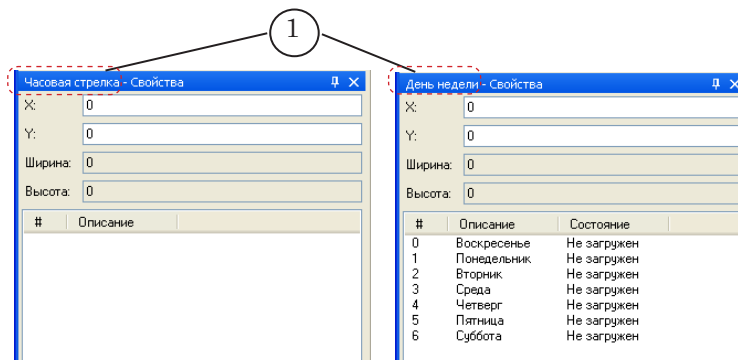 1
Часовая стрелка - Свойства
X: 0
Y: 0
Ширина: 0
Высота: 0
# Описание
День недели - Свойства
X: 0
Y: 0
Ширина: 0
Высота: 0
# Описание Состояние
0 Воскресенье Не загружен
1 Понедельник Не загружен
2 Вторник Не загружен
3 Среда Не загружен
4 Четверг Не загружен
5 Пятница Не загружен
6 Суббота Не загружен